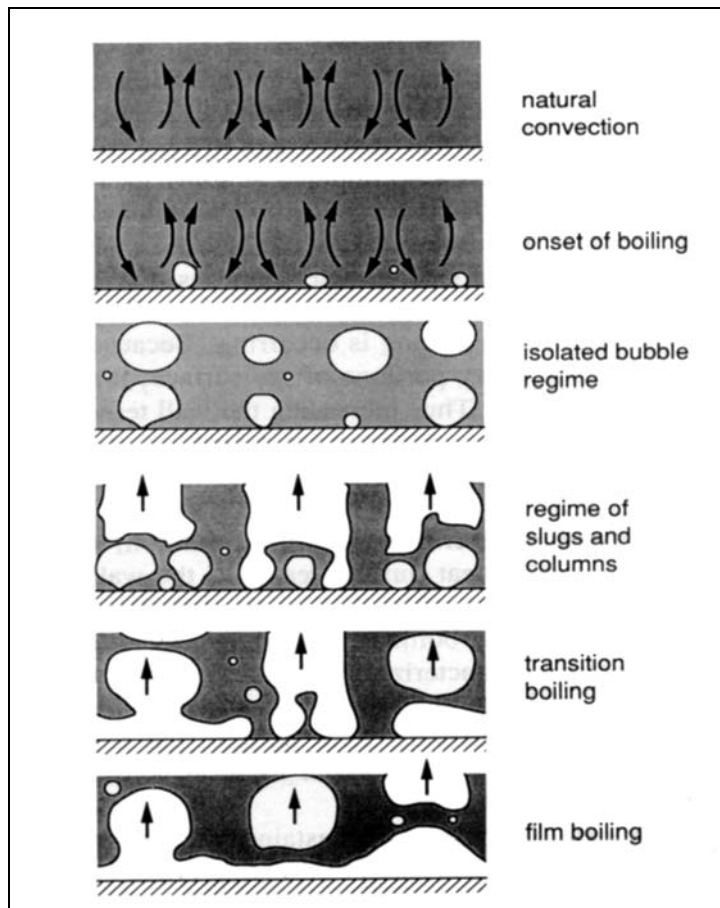 natural
convection
onset of boiling
isolated bubble
regime
regime of
slugs and
columns
transition
boiling
film boiling